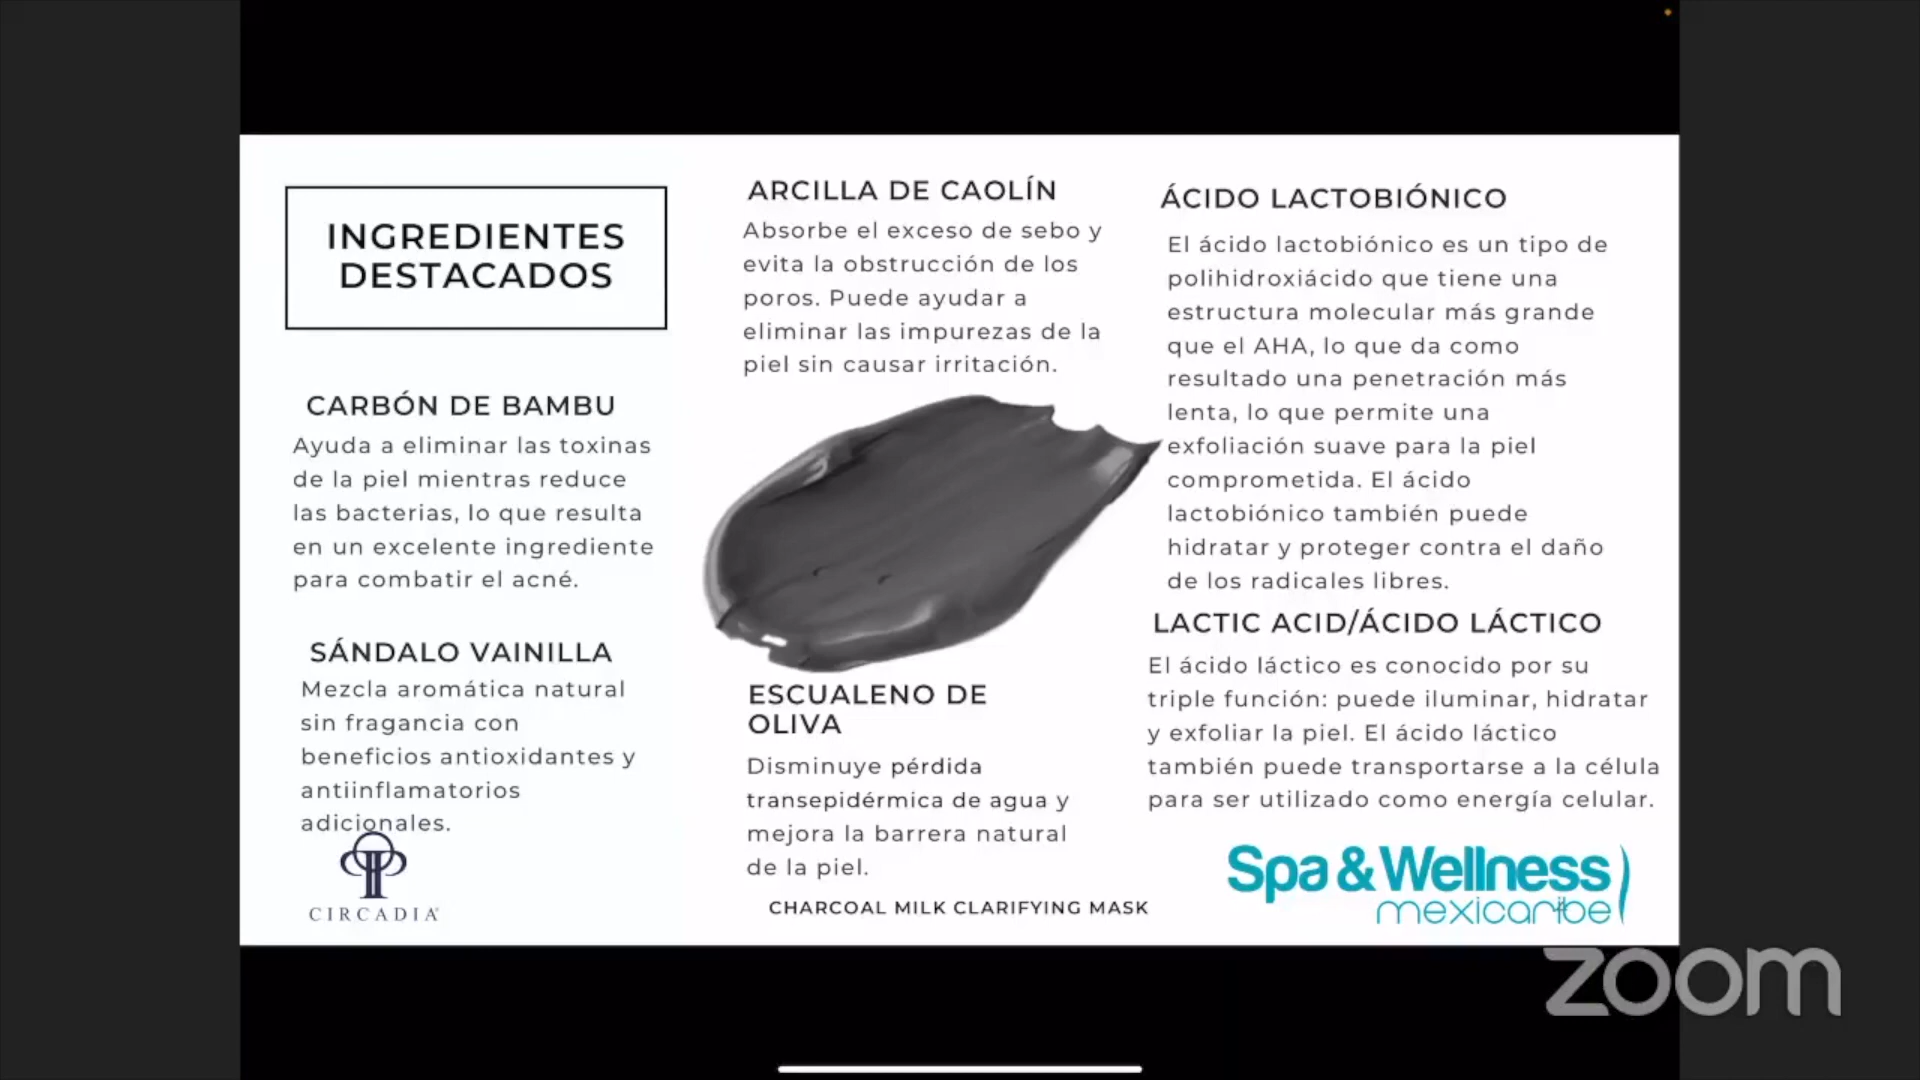 INGREDIENTES
DESTACADOS
CARBÓN DE BAMBU
Ayuda a eliminar las toxinas
de la piel mientras reduce
las bacterias, lo que resulta
en un excelente ingrediente
para combatir el acné.
SÁNDALO VAINILLA
Mezcla aromática natural
sin fragancia con
beneficios antioxidantes y
antiinflamatorios
adicionales.
CIRCADIA
ARCILLA DE CAOLÍN
Absorbe el exceso de sebo y
evita la obstrucción de los
poros. Puede ayudar a
eliminar las impurezas de la
piel sin causar irritación.
ESCUALENO DE
OLIVA
Disminuye pérdida
transepidérmica de agua y
mejora la barrera natural
de la piel.
CHARCOAL MILK CLARIFYING MASK
ÁCIDO LACTOBIÓNICO
El ácido lactobiónico es un tipo de
polihidroxiácido que tiene una
estructura molecular más grande
que el AHA, lo que da como
resultado una penetración más
lenta, lo que permite una
exfoliación suave para la piel
comprometida. El ácido
lactobiónico también puede
hidratar y proteger contra el daño
de los radicales libres.
LACTIC ACID/ÁCIDO LÁCTICO
El ácido láctico es conocido por su
triple función: puede iluminar, hidratar
y exfoliar la piel. El ácido láctico
también puede transportarse a la célula
para ser utilizado como energía celular.
Spa & Wellness
mexicaribe
zoom